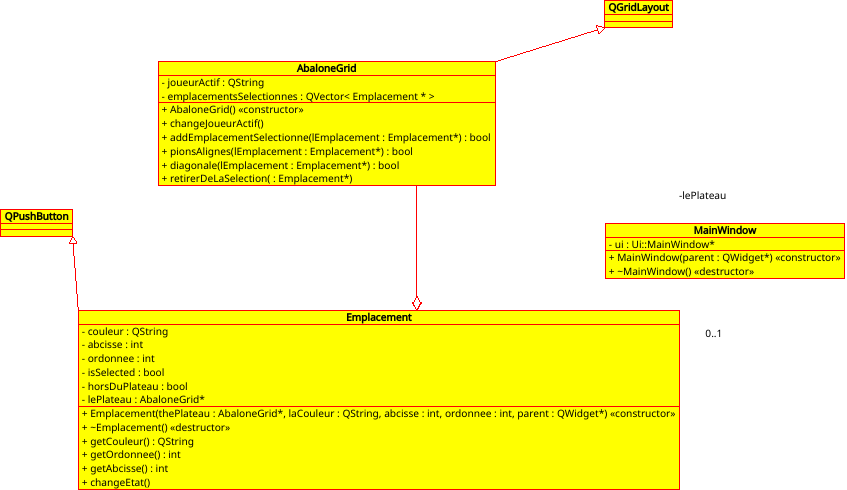 QGridLayout
AbaloneGrid
- joueurActif : QString
- emplacementsSelectionnes : QVector< Emplacement * >
+ AbaloneGrid() «constructor»
+ changeJoueurActif()
+ addEmplacementSelectionne(lEmplacement : Emplacement*) : bool
+ pionsAlignes(lEmplacement : Emplacement*) : bool
+ diagonale(lEmplacement : Emplacement*) : bool
+ retirerDeLaSelection( : Emplacement*)
-lePlateau
QPushButton
MainWindow
- ui : Ui::MainWindow*
+ MainWindow(parent : QWidget*) «constructor»
+ ~MainWindow() «destructor»
Emplacement
- couleur : QString
- abcisse : int
- ordonnee : int
- isSelected : bool
- horsDuPlateau : bool
- lePlateau : AbaloneGrid*
+ Emplacement(thePlateau : AbaloneGrid*, laCouleur : QString, abcisse : int, ordonnee : int, parent : QWidget*) «constructor»
+ ~Emplacement() «destructor»
+ getCouleur() : QString
+ getOrdonnee() : int
+ getAbcisse() : int
+ changeEtat()
0..1